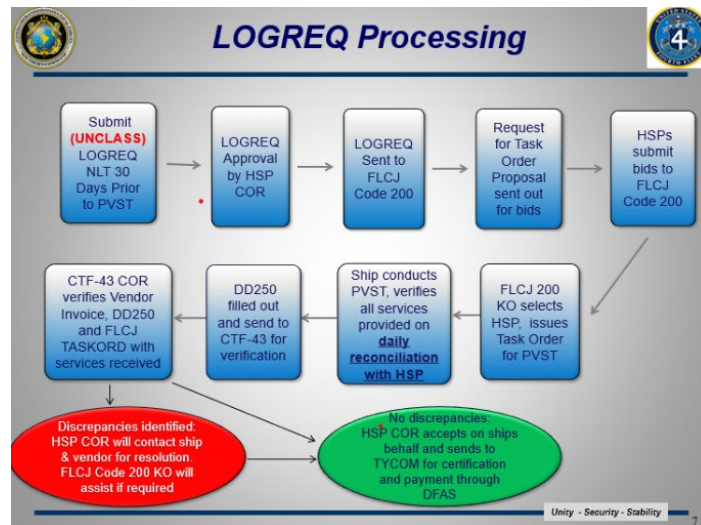 LOGREQ Processing
4
Submit
(UNCLASS)
LOGREQ
NLT 30
Days Prior
to PVST
LOGREQ
Approval
by HSP
COR
LOGREQ
Sent to
FLCJ
Code 200
Request
for Task
Order
Proposal
sent out
for bids
HSPs
submit
bids to
FLCJ
Code 200
CTF-43 COR
verifies Vendor
Invoice, DD250
and FLCJ
TASKORD with
services received
DD250
filled out
and send to
CTF-43 for
verification
Ship conducts
PVST, verifies
all services
provided on
daily
reconciliation
with HSP
FLCJ 200
KO selects
HSP, issues
Task Order
for PVST
Discrepancies identified:
HSP COR will contact ship
& vendor for resolution.
FLCJ Code 200 KO will
assist if required
No discrepancies:
HSP COR accepts on ships
behalf and sends to
TYCOM for certification
and payment through
DFAS
Unity - Security - Stability
7